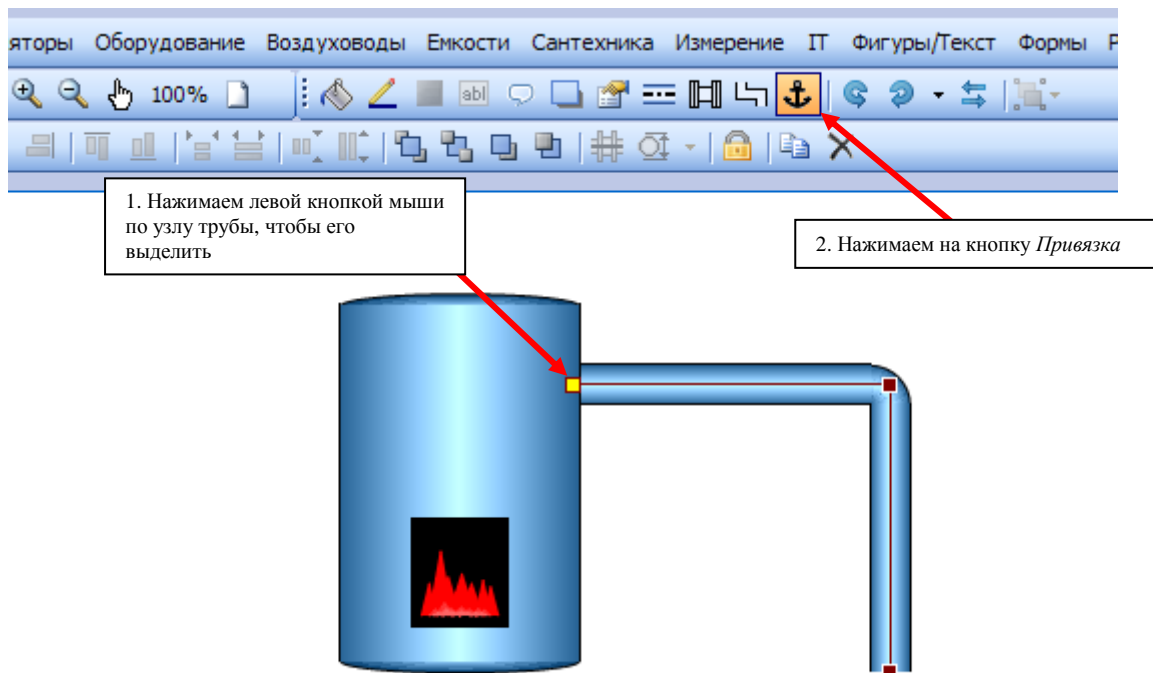 яторы Оборудование Воздуховоды Емкости Сантехника Измерение IT Фигуры/Текст Формы Р
100% abl
1. Нажимаем левой кнопкой мыши
по узлу трубы, чтобы его
выделить
2. Нажимаем на кнопку Привязка